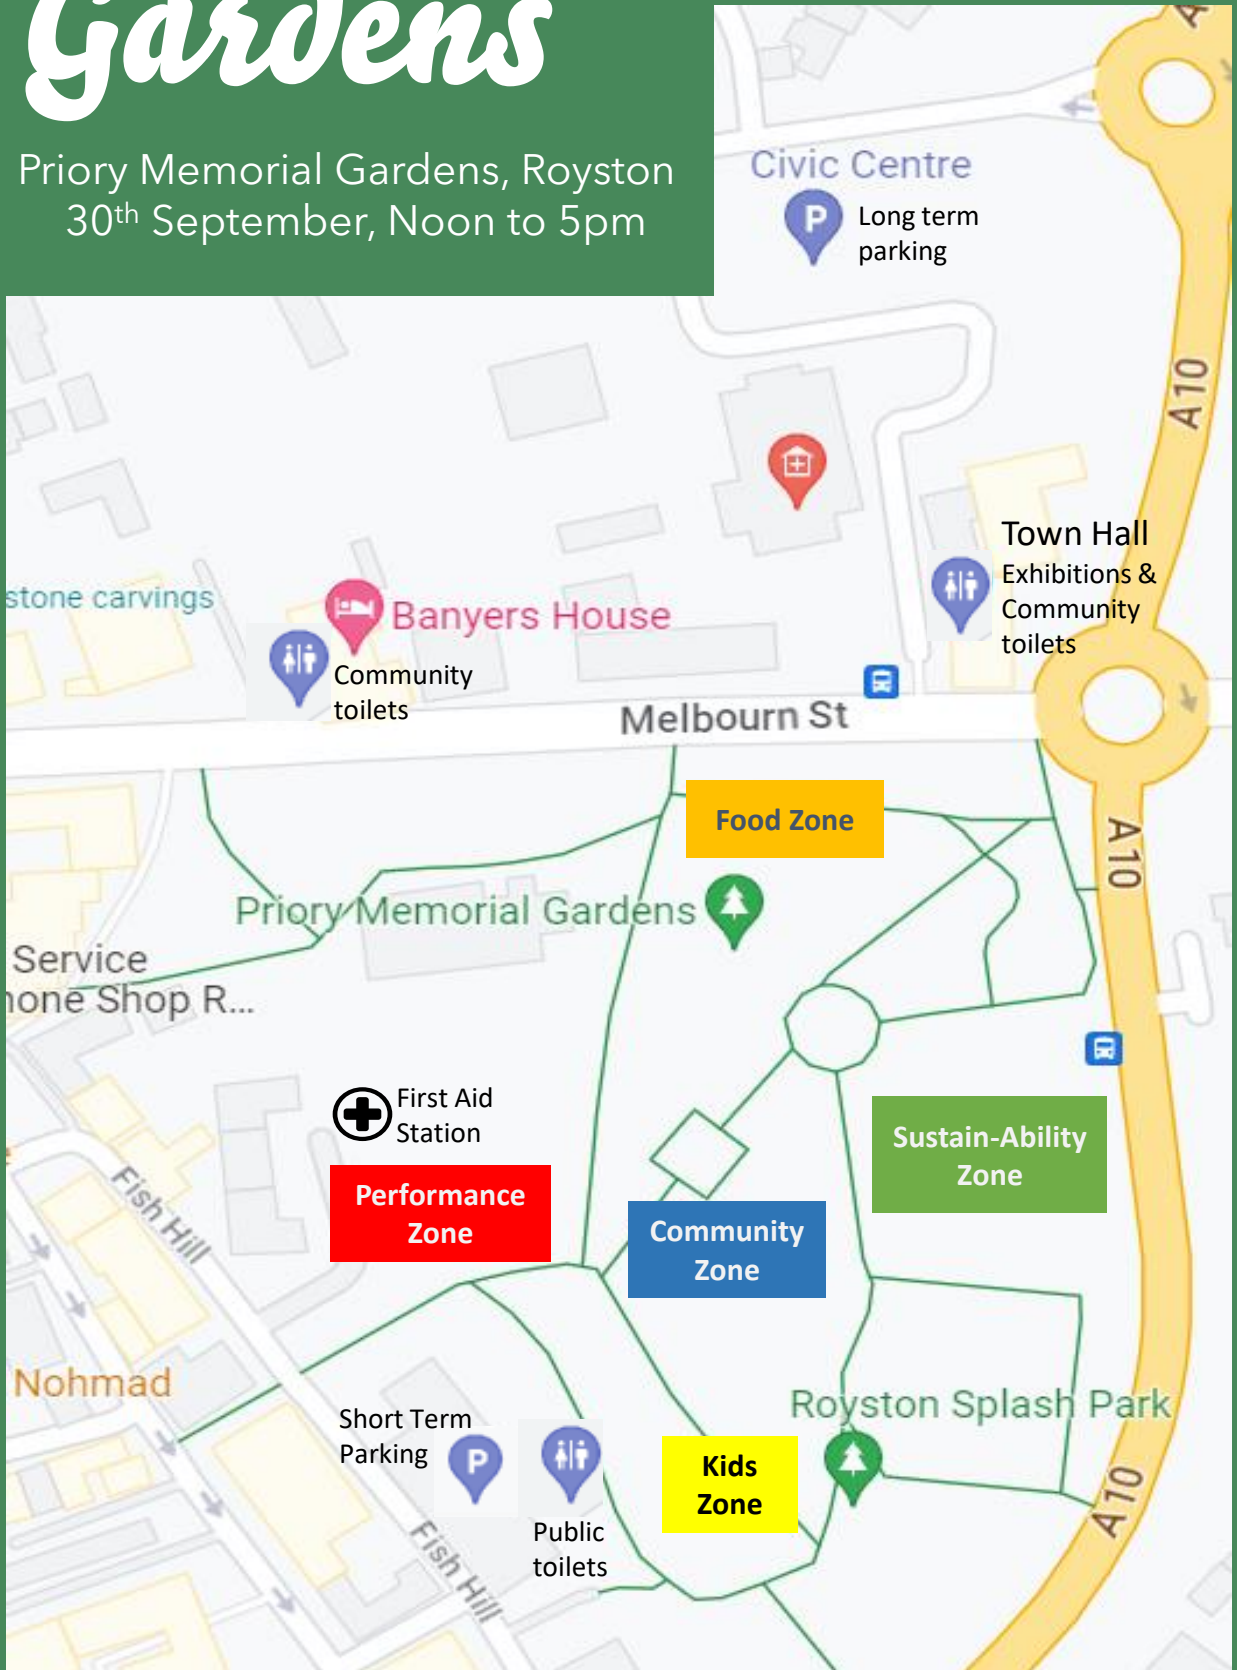 Gardens
Priory Memorial Gardens, Royston
30th September, Noon to 5pm
A
Civic Centre
P
Long term
parking
A10
Town Hall
Exhibitions &
Community
toilets
stone carvings
Banyers House
Community
toilets
Melbourn St
Food Zone
A10
Priory Memorial Gardens
Service
hone Shop R...
First Aid
Station
Sustain-Ability
Zone
Performance
Zone
Community
Zone
Fish Hill
Nohmad
Royston Splash Park
Short Term
Parking
P
Kids
Zone
A10
Public
toilets
Fish Hill